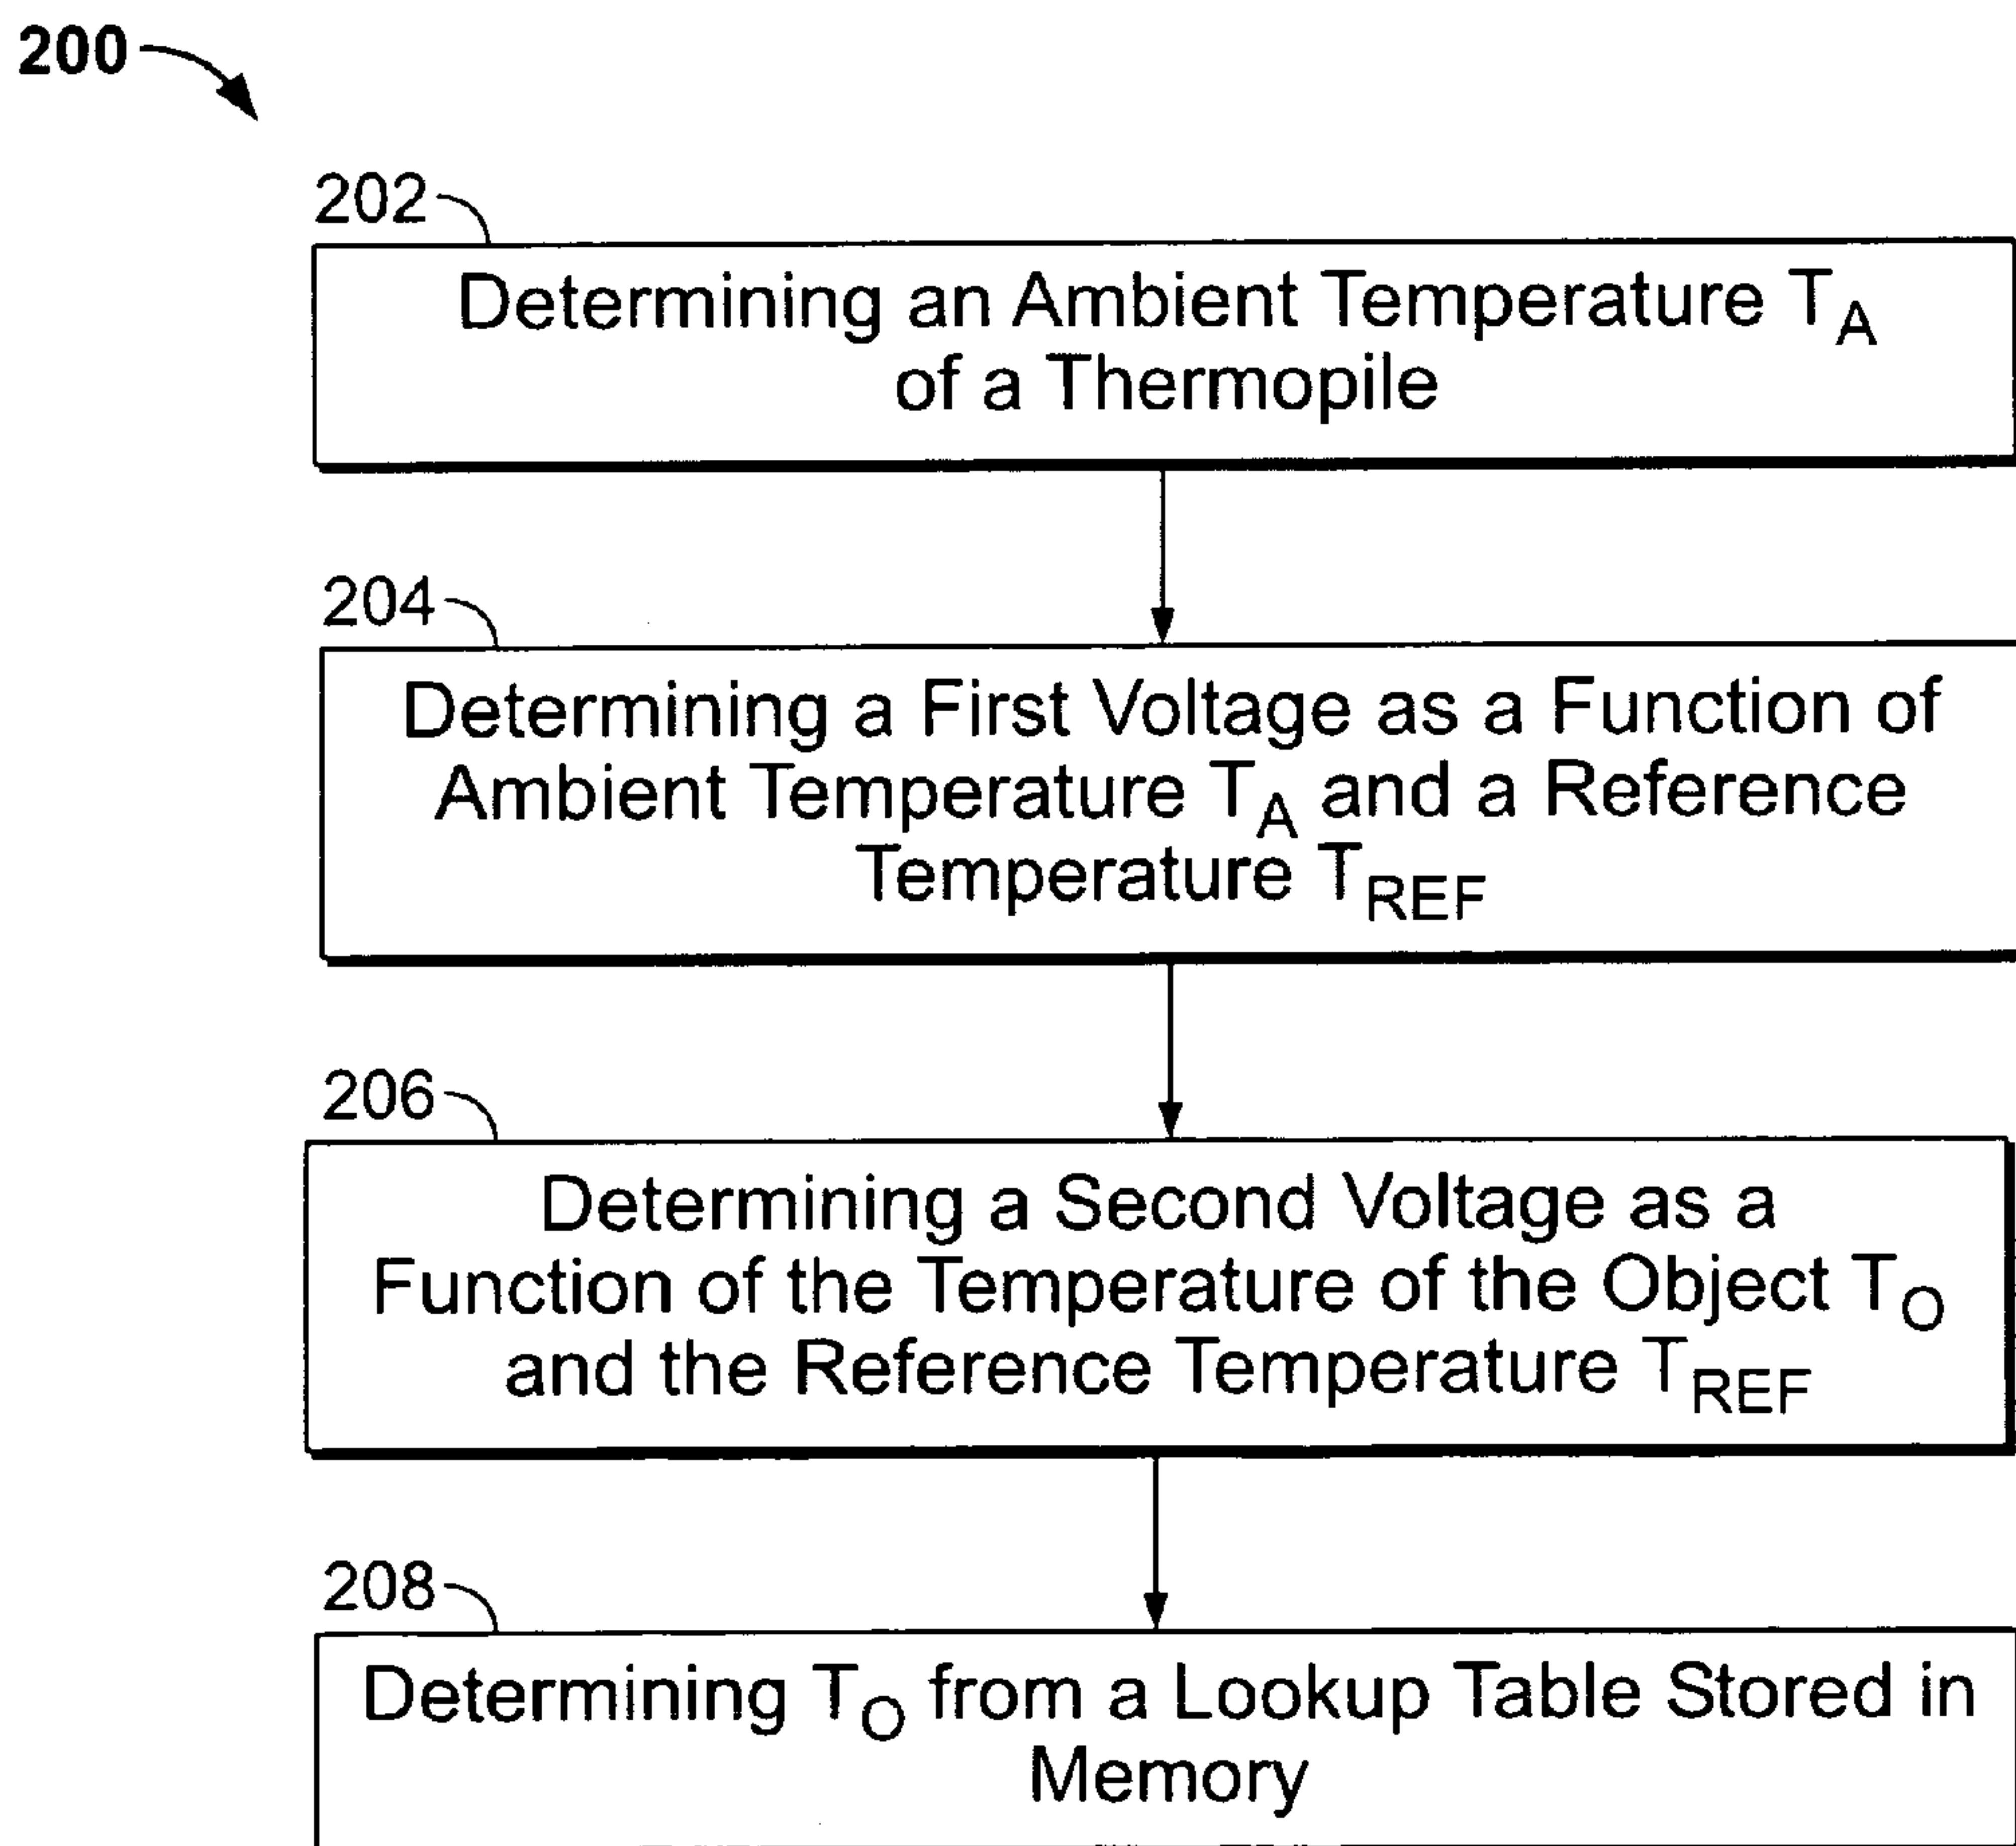 200
202
Determining an Ambient Temperature T_A
of a Thermopile
204
Determining a First Voltage as a Function of
Ambient Temperature T_A and a Reference
Temperature T_REF
206
Determining a Second Voltage as a
Function of the Temperature of the Object T_O
and the Reference Temperature T_REF
208
Determining T_O from a Lookup Table Stored in
Memory